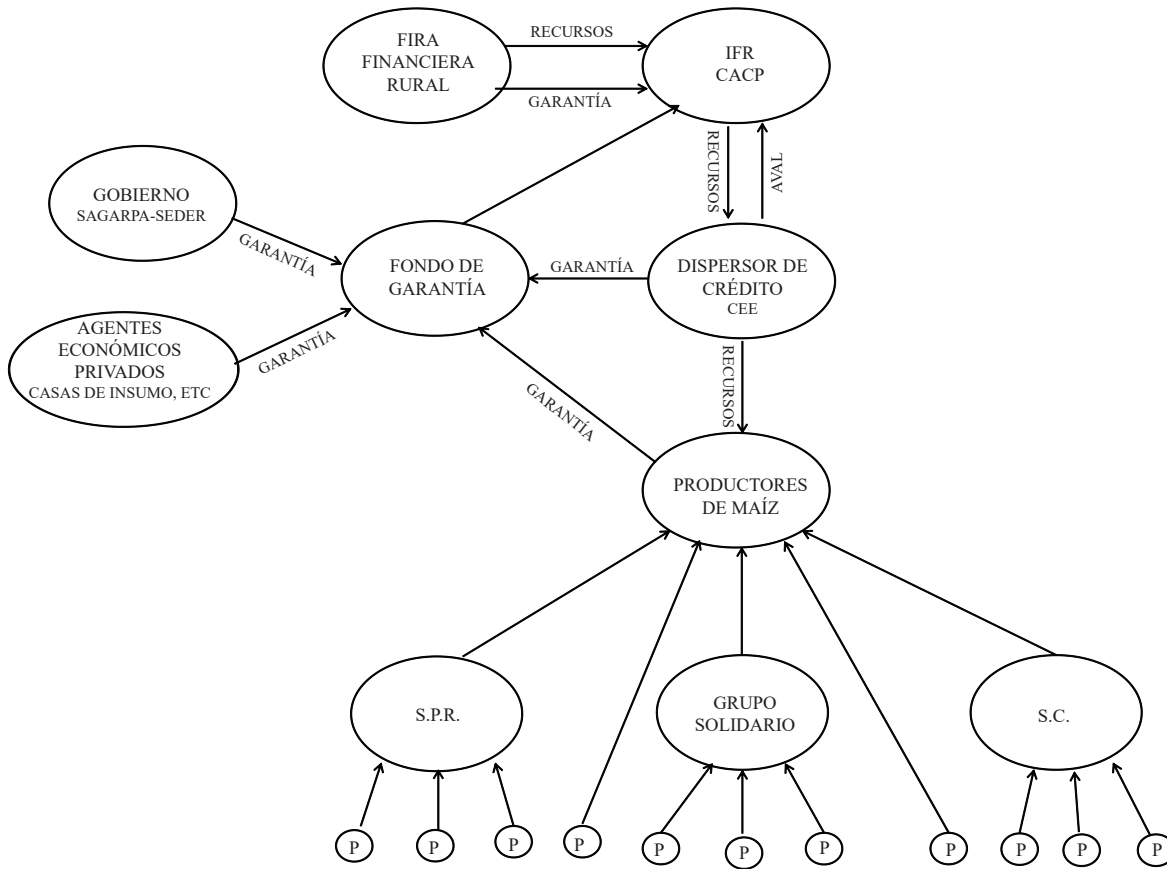 FIRA
FINANCIERA
RURAL
RECURSOS
GARANTÍA
IFR
CACP
RECURSOS
AVAL
GOBIERNO
SAGARPA-SEDER
GARANTÍA
FONDO DE
GARANTÍA
GARANTÍA
DISPERSOR DE
CRÉDITO
CEE
AGENTES
ECONÓMICOS
PRIVADOS
CASAS DE INSUMO, ETC
GARANTÍA
GARANTÍA
RECURSOS
PRODUCTORES
DE MAÍZ
S.P.R.
GRUPO
SOLIDARIO
S.C.
P
P
P
P
P
P
P
P
P
P
P